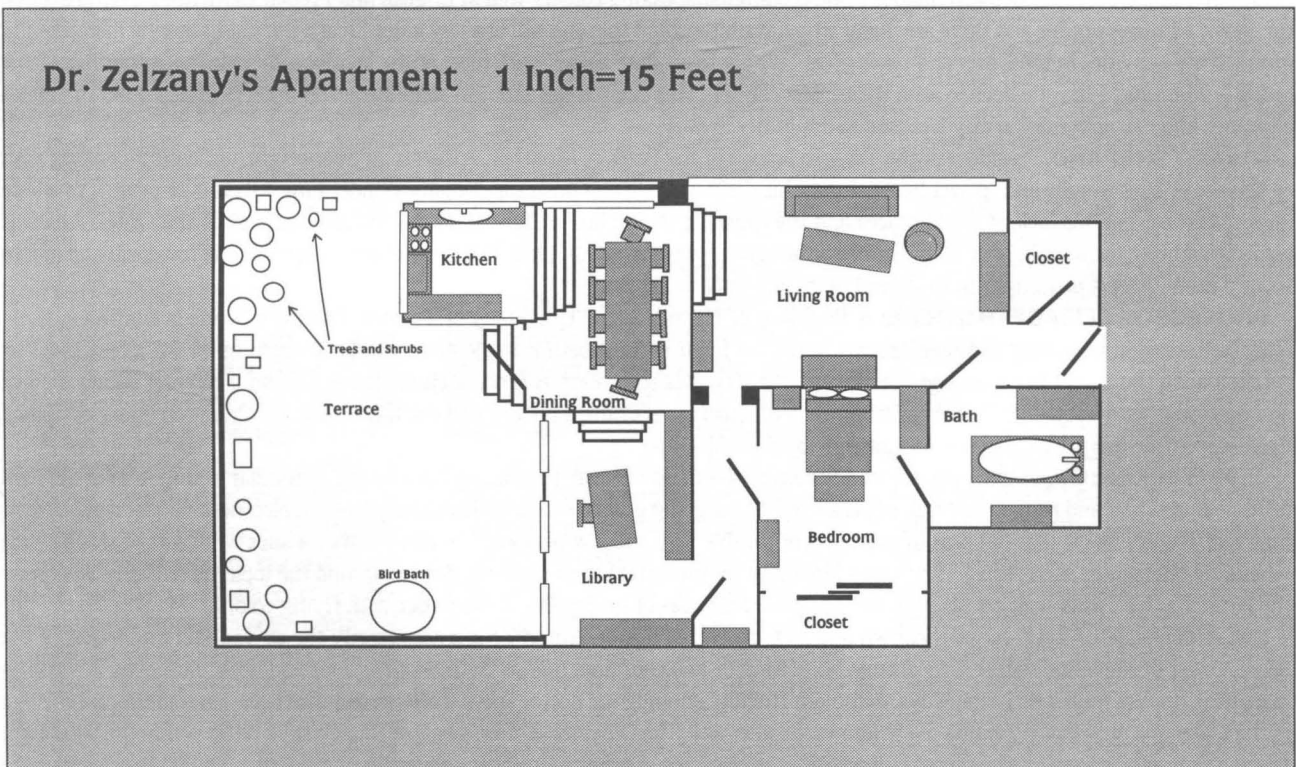 Dr. Zelzany's Apartment 1 Inch=15 Feet
Kitchen
Closet
Living Room
Trees and Shrubs
Terrace
Dining Room
Bath
Bedroom
Bird Bath
Library
Closet